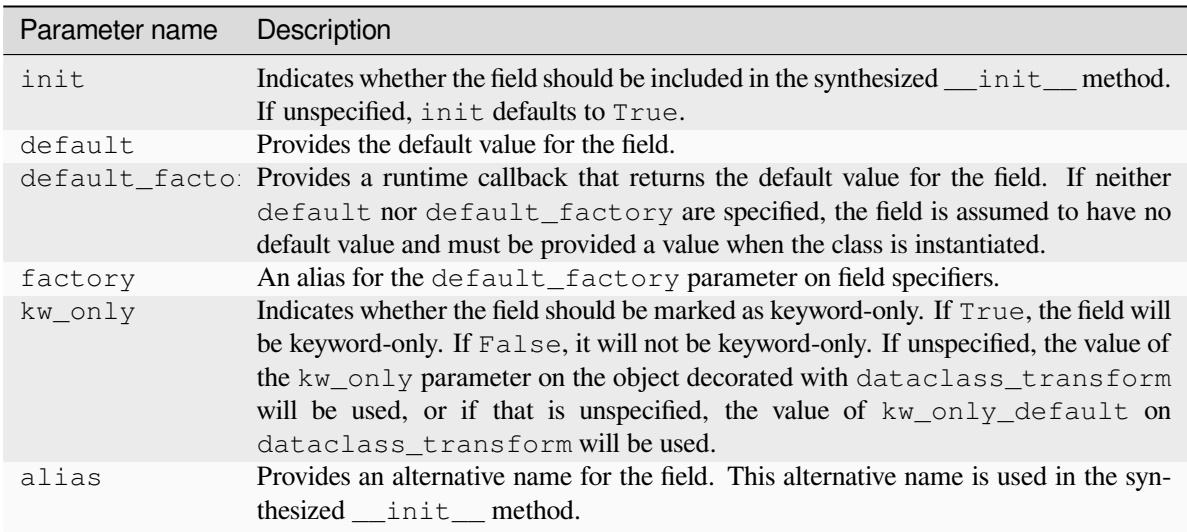 Parameter name Description
init Indicates whether the field should be included in the synthesized __init__ method.
If unspecified, init defaults to True.
default Provides the default value for the field.
default_facto Provides a runtime callback that returns the default value for the field. If neither
default nor default_factory are specified, the field is assumed to have no
default value and must be provided a value when the class is instantiated.
factory An alias for the default_factory parameter on field specifiers.
kw_only Indicates whether the field should be marked as keyword-only. If True, the field will
be keyword-only. If False, it will not be keyword-only. If unspecified, the value of
the kw_only parameter on the object decorated with dataclass_transform
will be used, or if that is unspecified, the value of kw_only_default on
dataclass_transform will be used.
alias Provides an alternative name for the field. This alternative name is used in the syn-
thesized __init__ method.